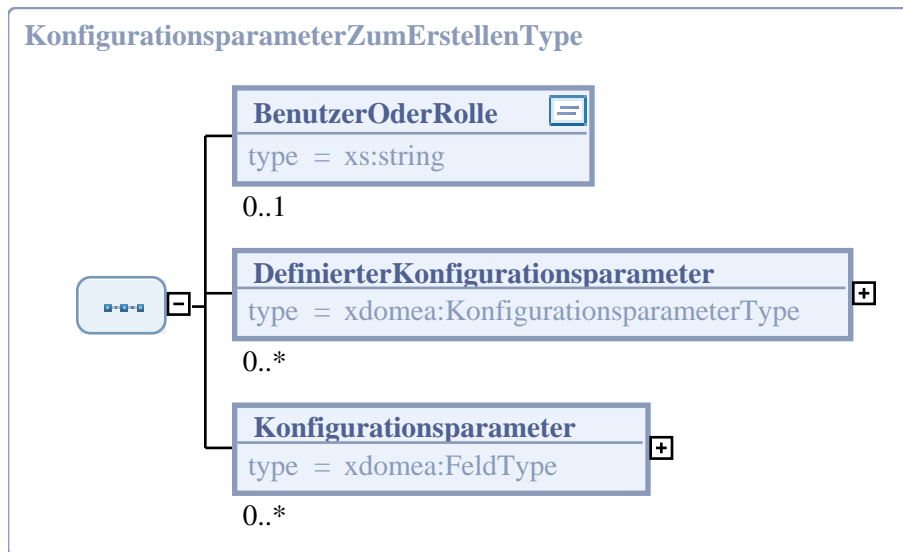 KonfigurationsparameterZumErstellenType
BenutzerOderRolle
type = xs:string
0..1
DefinierterKonfigurationsparameter
type = xdomea:KonfigurationsparameterType
0..*
Konfigurationsparameter
type = xdomea:FeldType
0..*